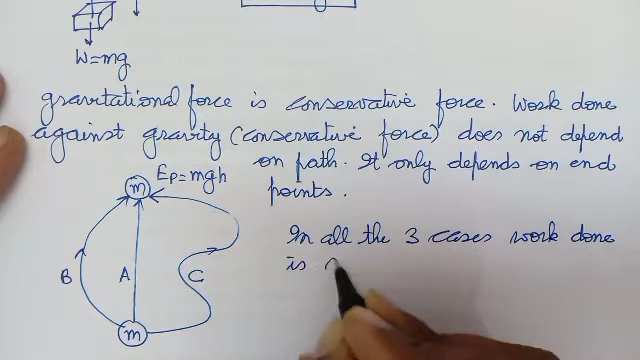 W=mg
gravitational force is conservative force. Work done
against gravity (conservative force) does not depend
on path. It only depends on end
points.
m Ep=mgh
B A C
m
In all the 3 cases work done
is